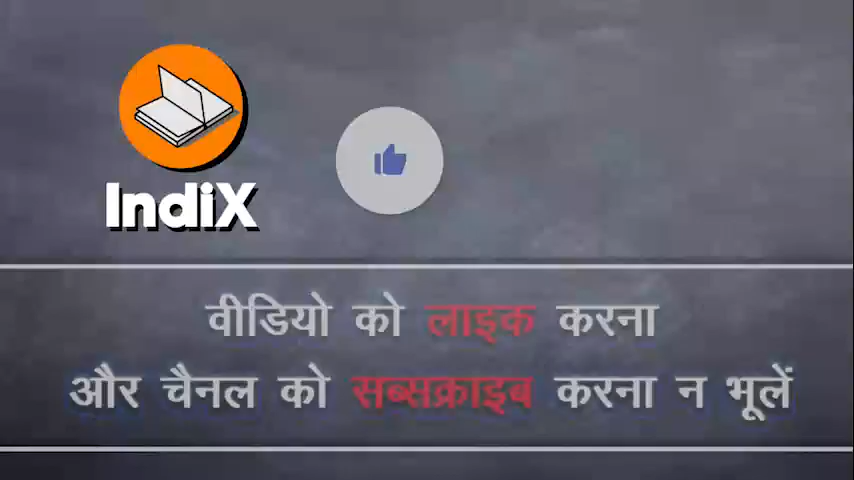 IndiX
वीडियो को लाइक करना
और चैनल को सब्सक्राइब करना न भूलें